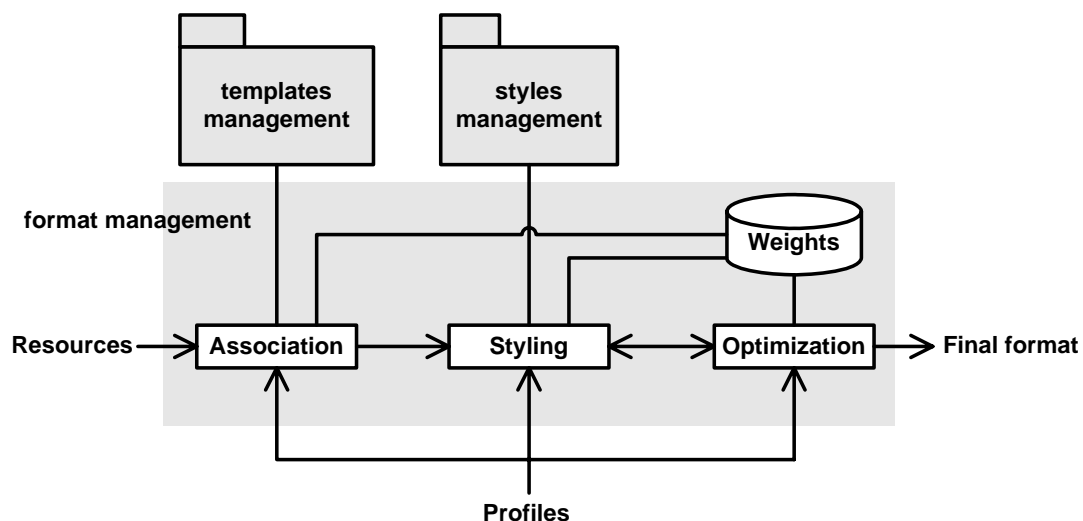 templates
management
styles
management
format management
Weights
Resources
Association
Styling
Optimization
Final format
Profiles